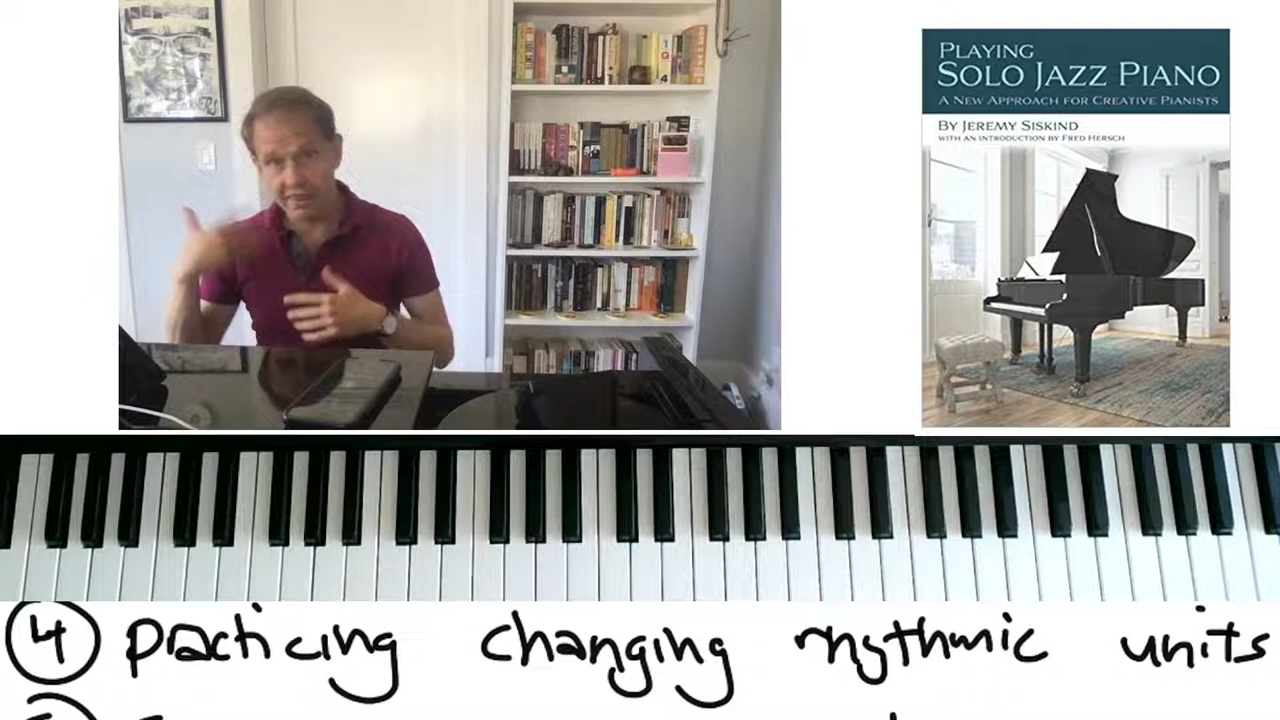 PLAYING
SOLO JAZZ PIANO
A NEW APPROACH FOR CREATIVE PIANISTS
BY JEREMY SISKIND
WITH AN INTRODUCTION BY FRED HERSCH
4 practicing changing rhythmic units